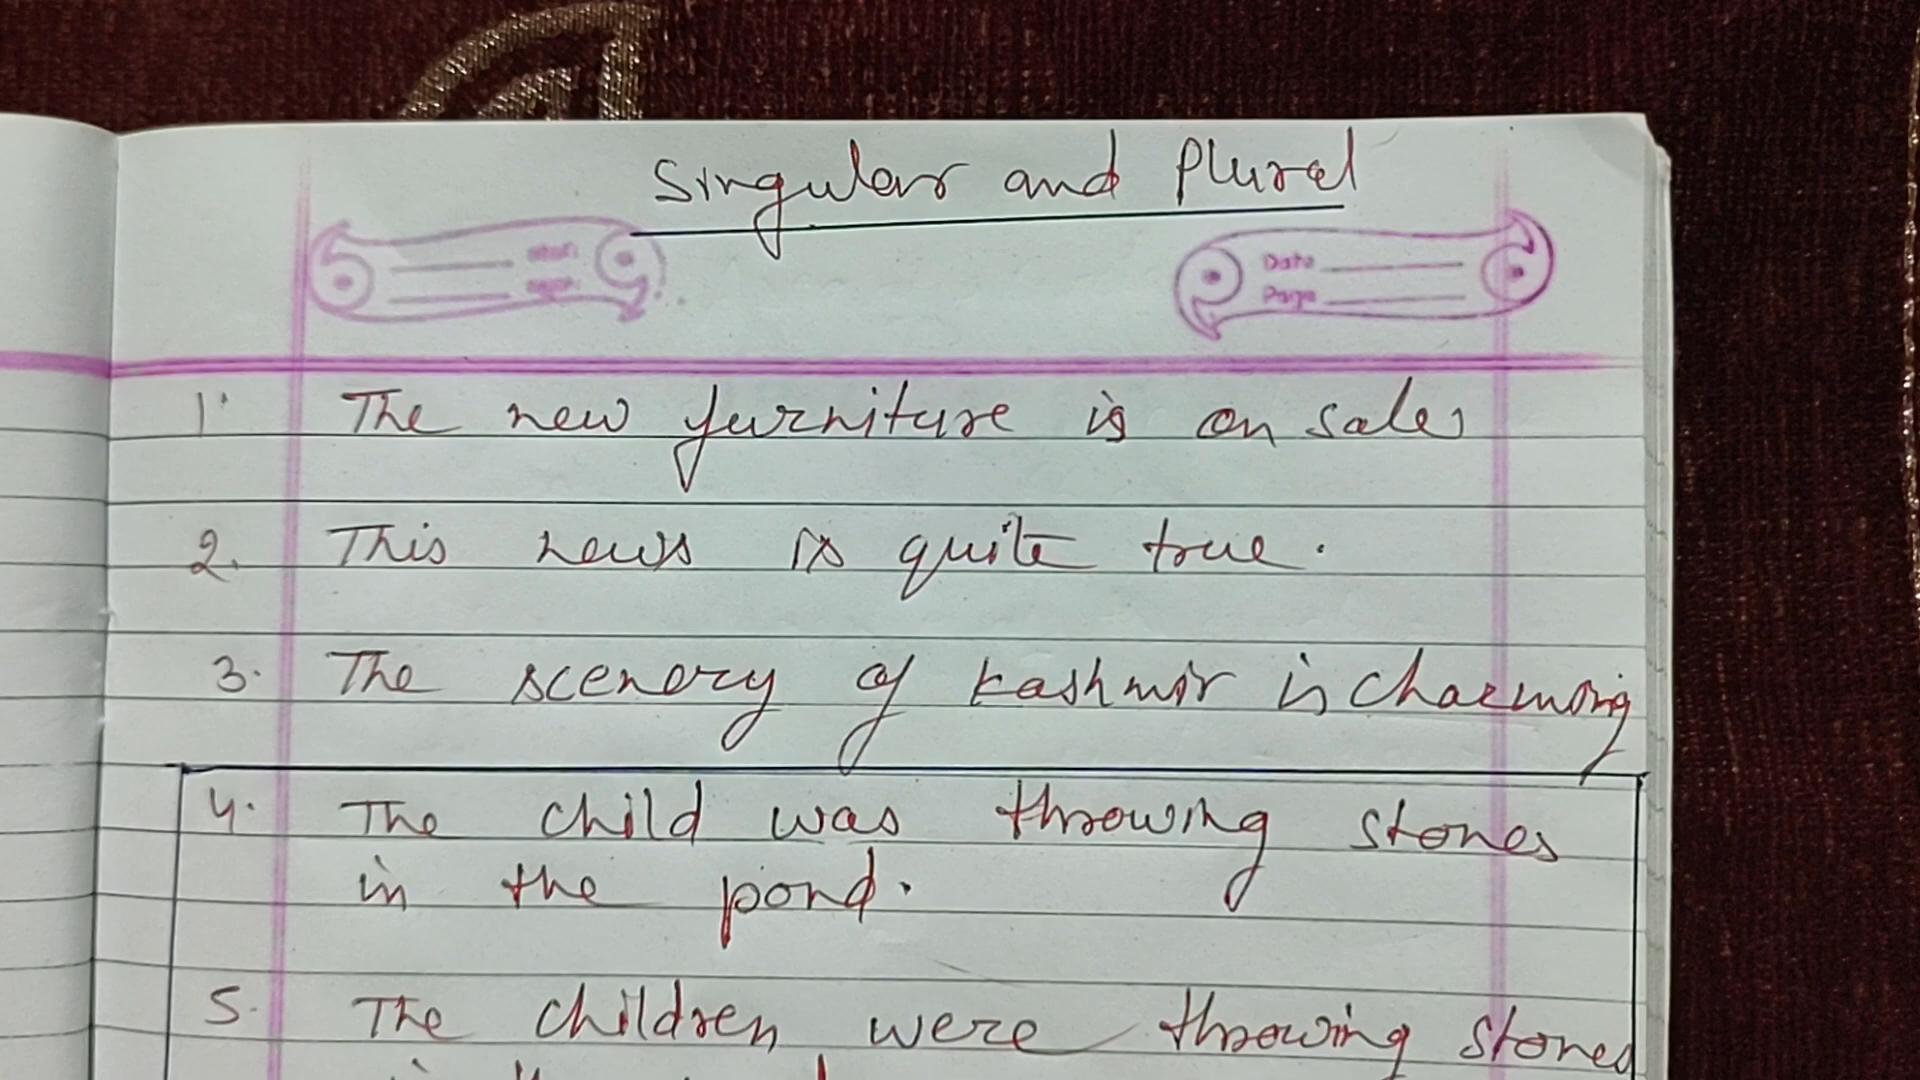 Singular and Plural
Date
Page
1. The new furniture is on sale,
2. This news is quite true.
3. The scenery of Kashmir is charming
4. The child was throwing stones
in the pond.
5. The children were throwing stones